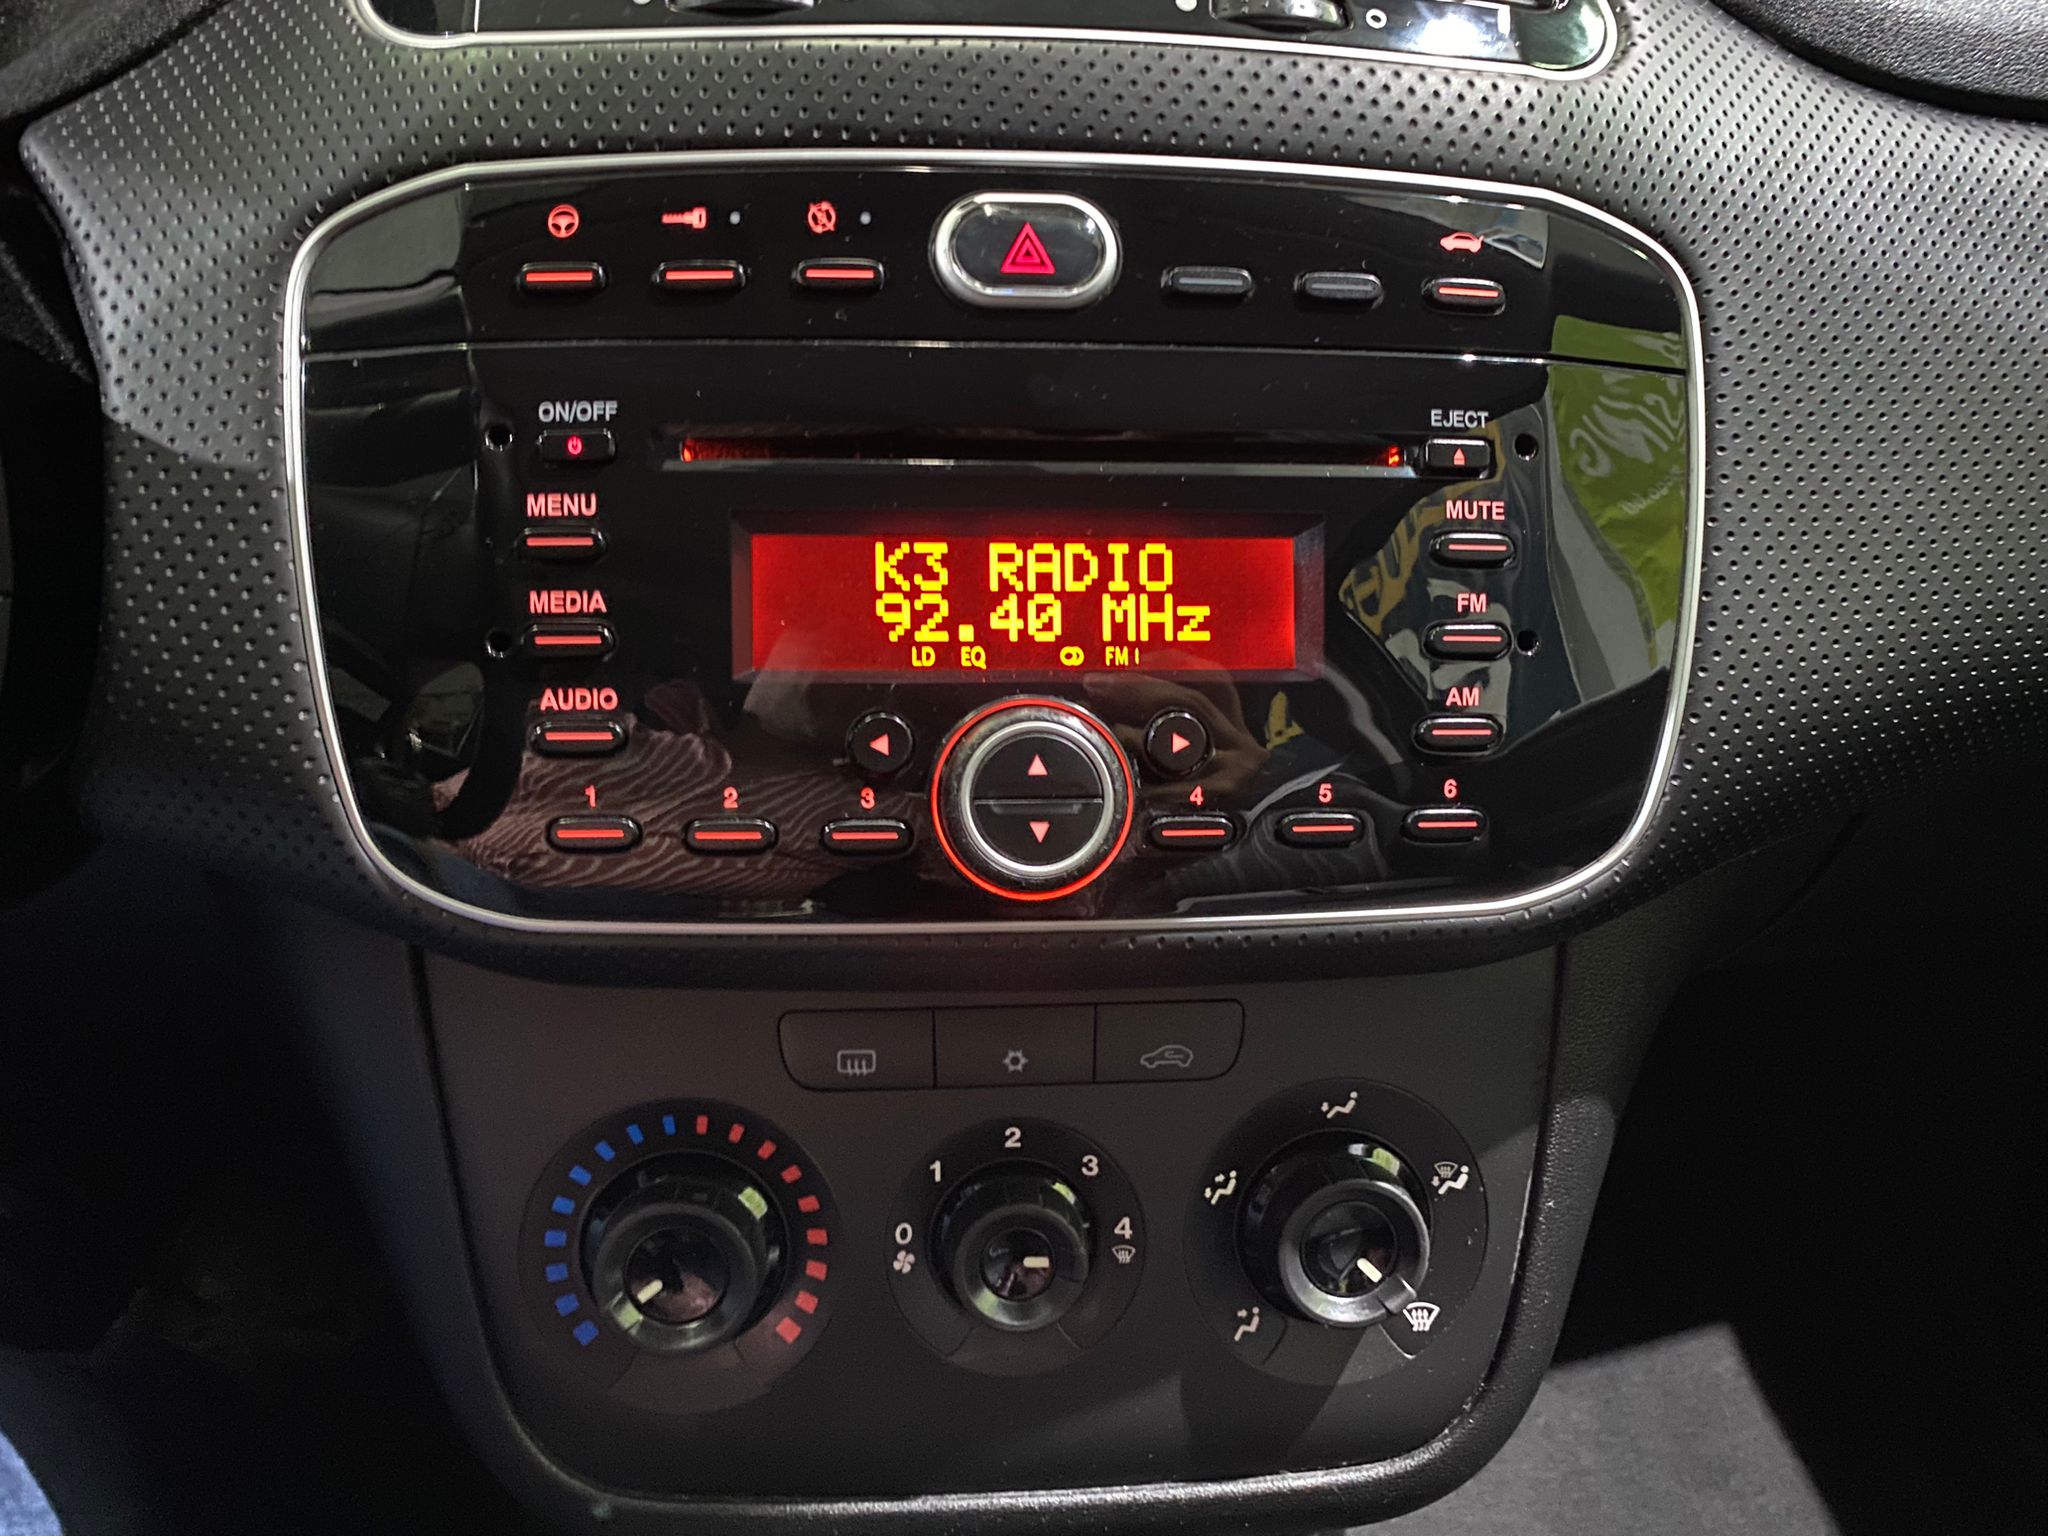 ON/OFF
EJECT
MENU
MUTE
K3 RADIO
92.40 MHz
LD EQ FM1
MEDIA
FM
AUDIO
AM
1 2 3 4 5 6
0 1 2 3 4